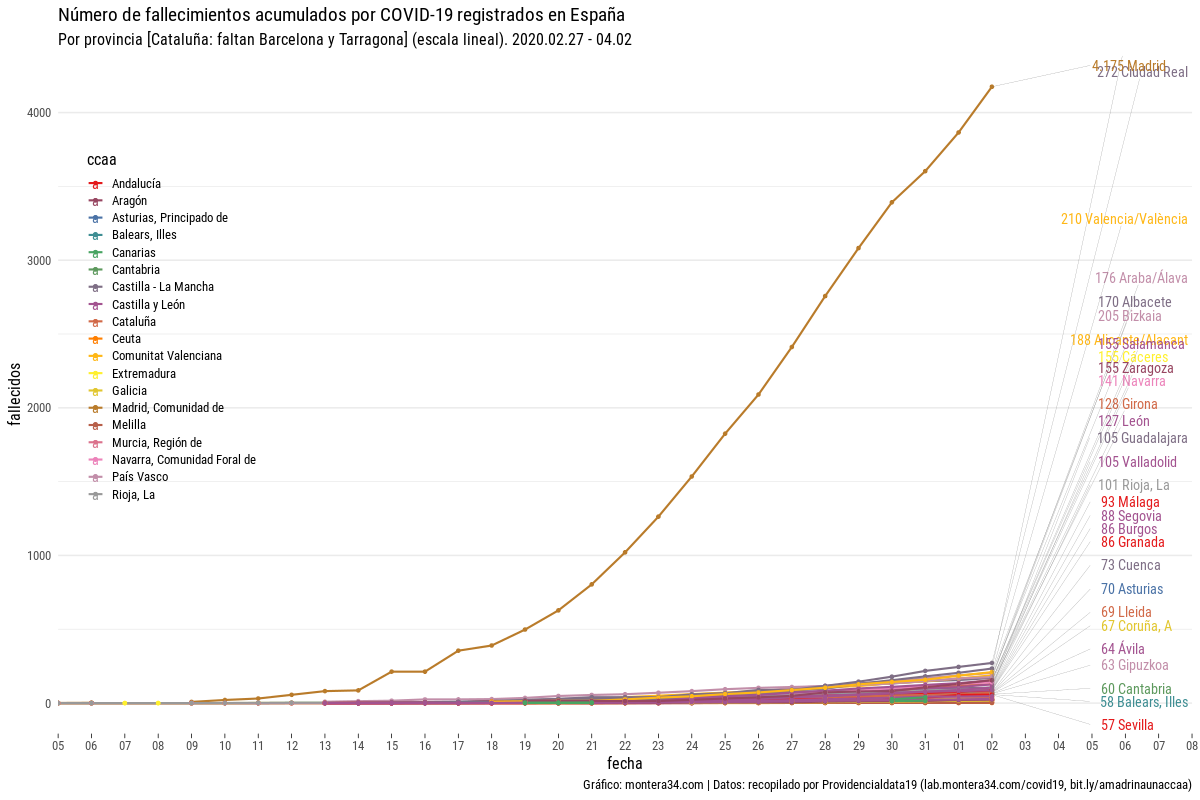 Número de fallecimientos acumulados por COVID-19 registrados en España
Por provincia [Cataluña: faltan Barcelona y Tarragona] (escala lineal). 2020.02.27 - 04.02
4,175 Madrid
272 Ciudad Real
4000
ccaa
Andalucía
Aragón
Asturias, Principado de
Balears, Illes
Canarias
Cantabria
Castilla - La Mancha
Castilla y León
Cataluña
Ceuta
Comunitat Valenciana
Extremadura
Galicia
Madrid, Comunidad de
Melilla
Murcia, Región de
Navarra, Comunidad Foral de
País Vasco
Rioja, La
210 Valencia/València
3000
176 Araba/Álava
170 Albacete
205 Bizkaia
188 Alicante/Alacant
155 Salamanca
155 Cáceres
155 Zaragoza
141 Navarra
128 Girona
2000
127 León
105 Guadalajara
105 Valladolid
101 Rioja, La
93 Málaga
88 Segovia
86 Burgos
86 Granada
1000
73 Cuenca
70 Asturias
69 Lleida
67 Coruña, A
64 Ávila
63 Gipuzkoa
60 Cantabria
58 Balears, Illes
0
57 Sevilla
fallecidos
05 06 07 08 09 10 11 12 13 14 15 16 17 18 19 20 21 22 23 24 25 26 27 28 29 30 31 01 02 03 04 05 06 07 08
fecha
Gráfico: montera34.com | Datos: recopilado por Providencialdata19 (lab.montera34.com/covid19, bit.ly/amadrinaunaccaa)